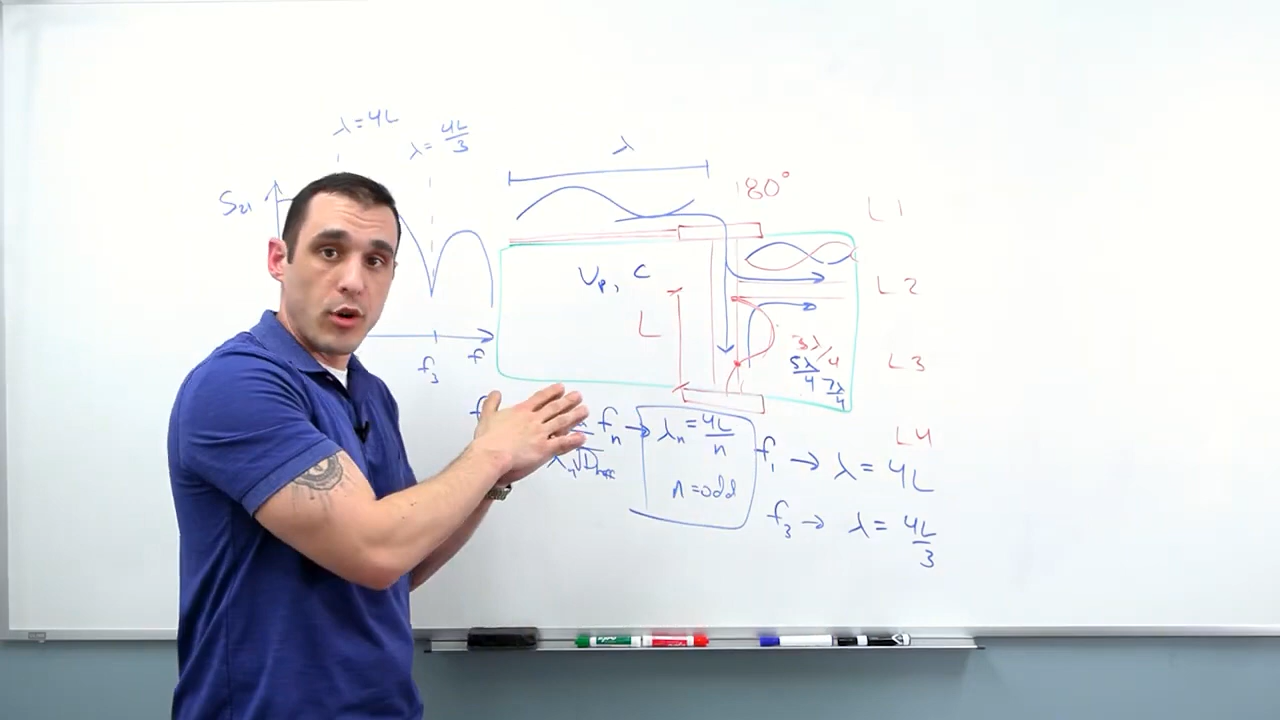 λ = 4L
λ = 4L/3
λ
180°
S21
L1
Vp, c
L2
L
3λ/4
5λ/4 7λ/4
L3
f3
f
L4
fn → λn = 4L/n
n = odd
f1 → λ = 4L
f3 → λ = 4L/3